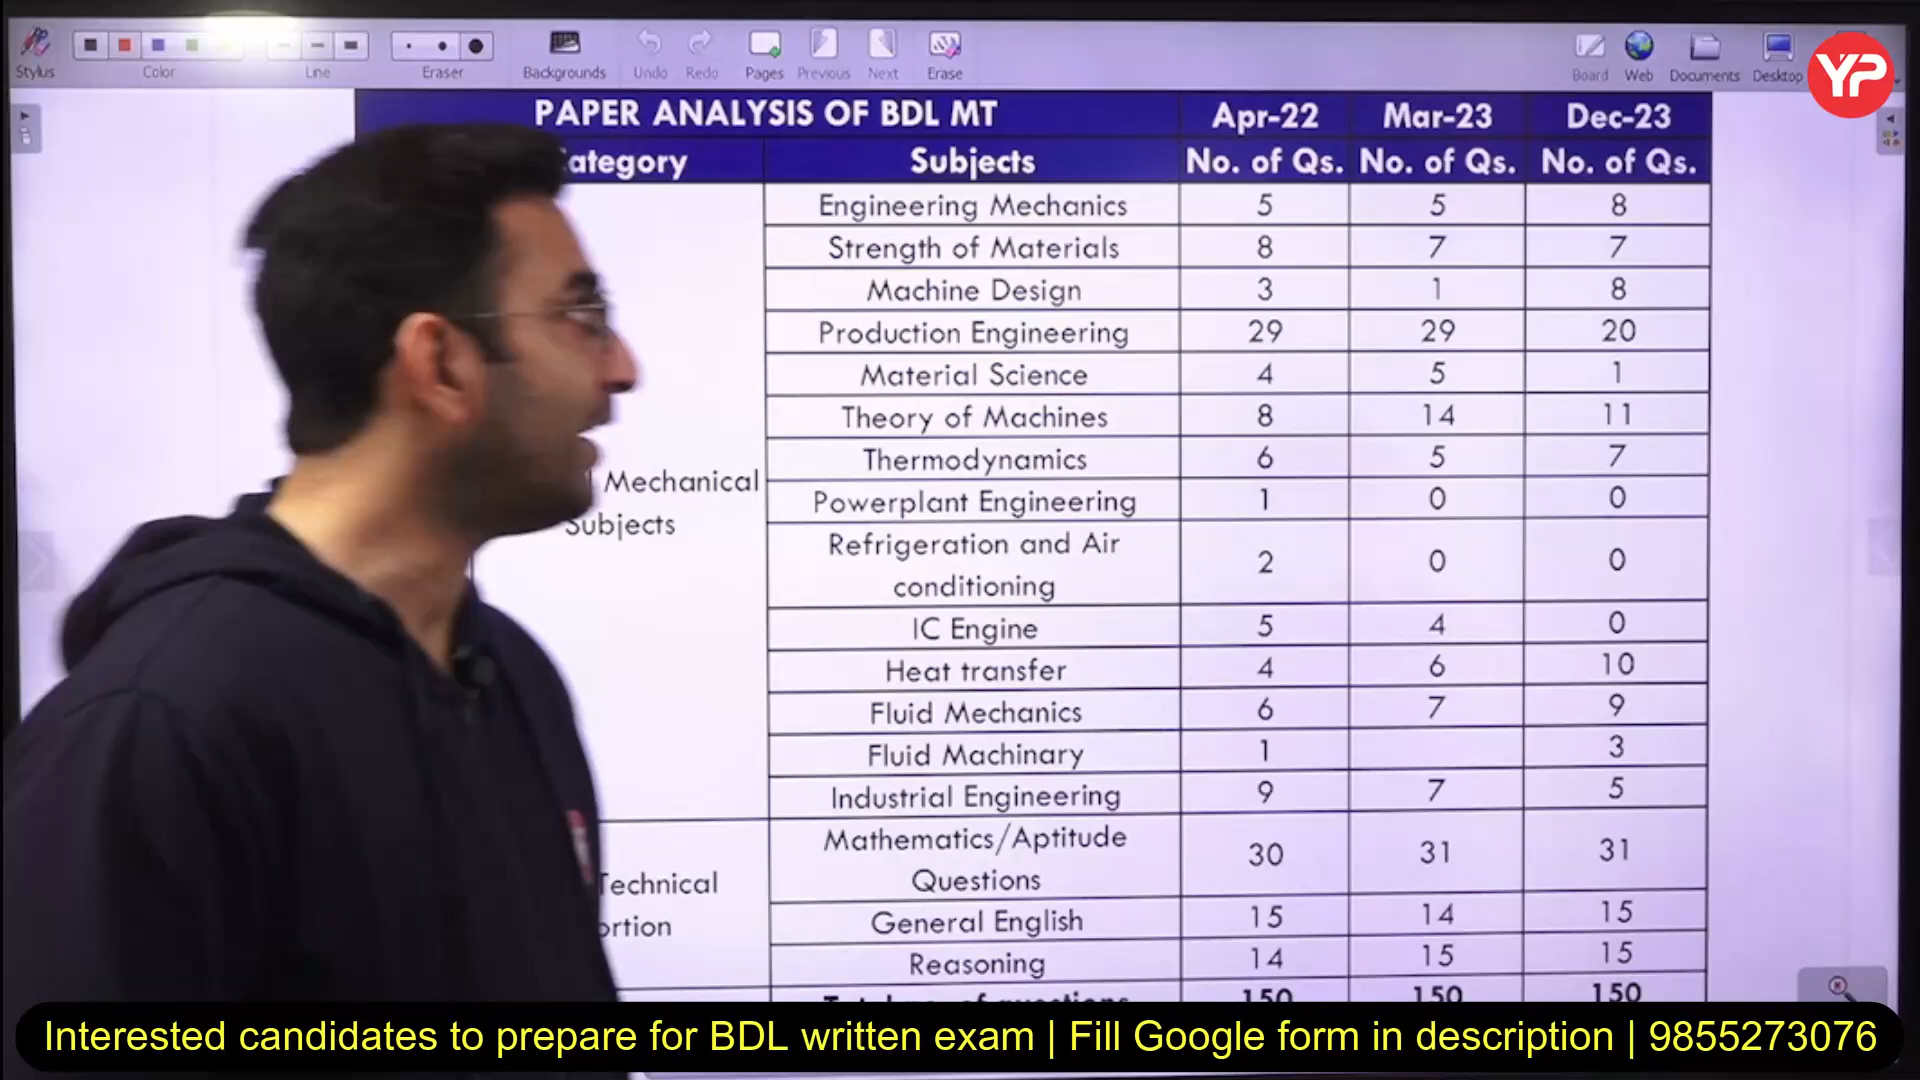 Stylus
Color
Line
Eraser
Backgrounds
Undo
Redo
Pages
Previous
Next
Erase
Board
Web
Documents
Desktop
YP
PAPER ANALYSIS OF BDL MT Apr-22 Mar-23 Dec-23
ategory Subjects No. of Qs. No. of Qs. No. of Qs.
Engineering Mechanics 5 5 8
Strength of Materials 8 7 7
Machine Design 3 1 8
Production Engineering 29 29 20
Material Science 4 5 1
Theory of Machines 8 14 11
Mechanical
Subjects
Thermodynamics 6 5 7
Powerplant Engineering 1 0 0
Refrigeration and Air
conditioning 2 0 0
IC Engine 5 4 0
Heat transfer 4 6 10
Fluid Mechanics 6 7 9
Fluid Machinary 1 3
Industrial Engineering 9 7 5
Technical
ortion
Mathematics/Aptitude
Questions 30 31 31
General English 15 14 15
Reasoning 14 15 15
Total no. of questions 150 150 150
Interested candidates to prepare for BDL written exam | Fill Google form in description | 9855273076